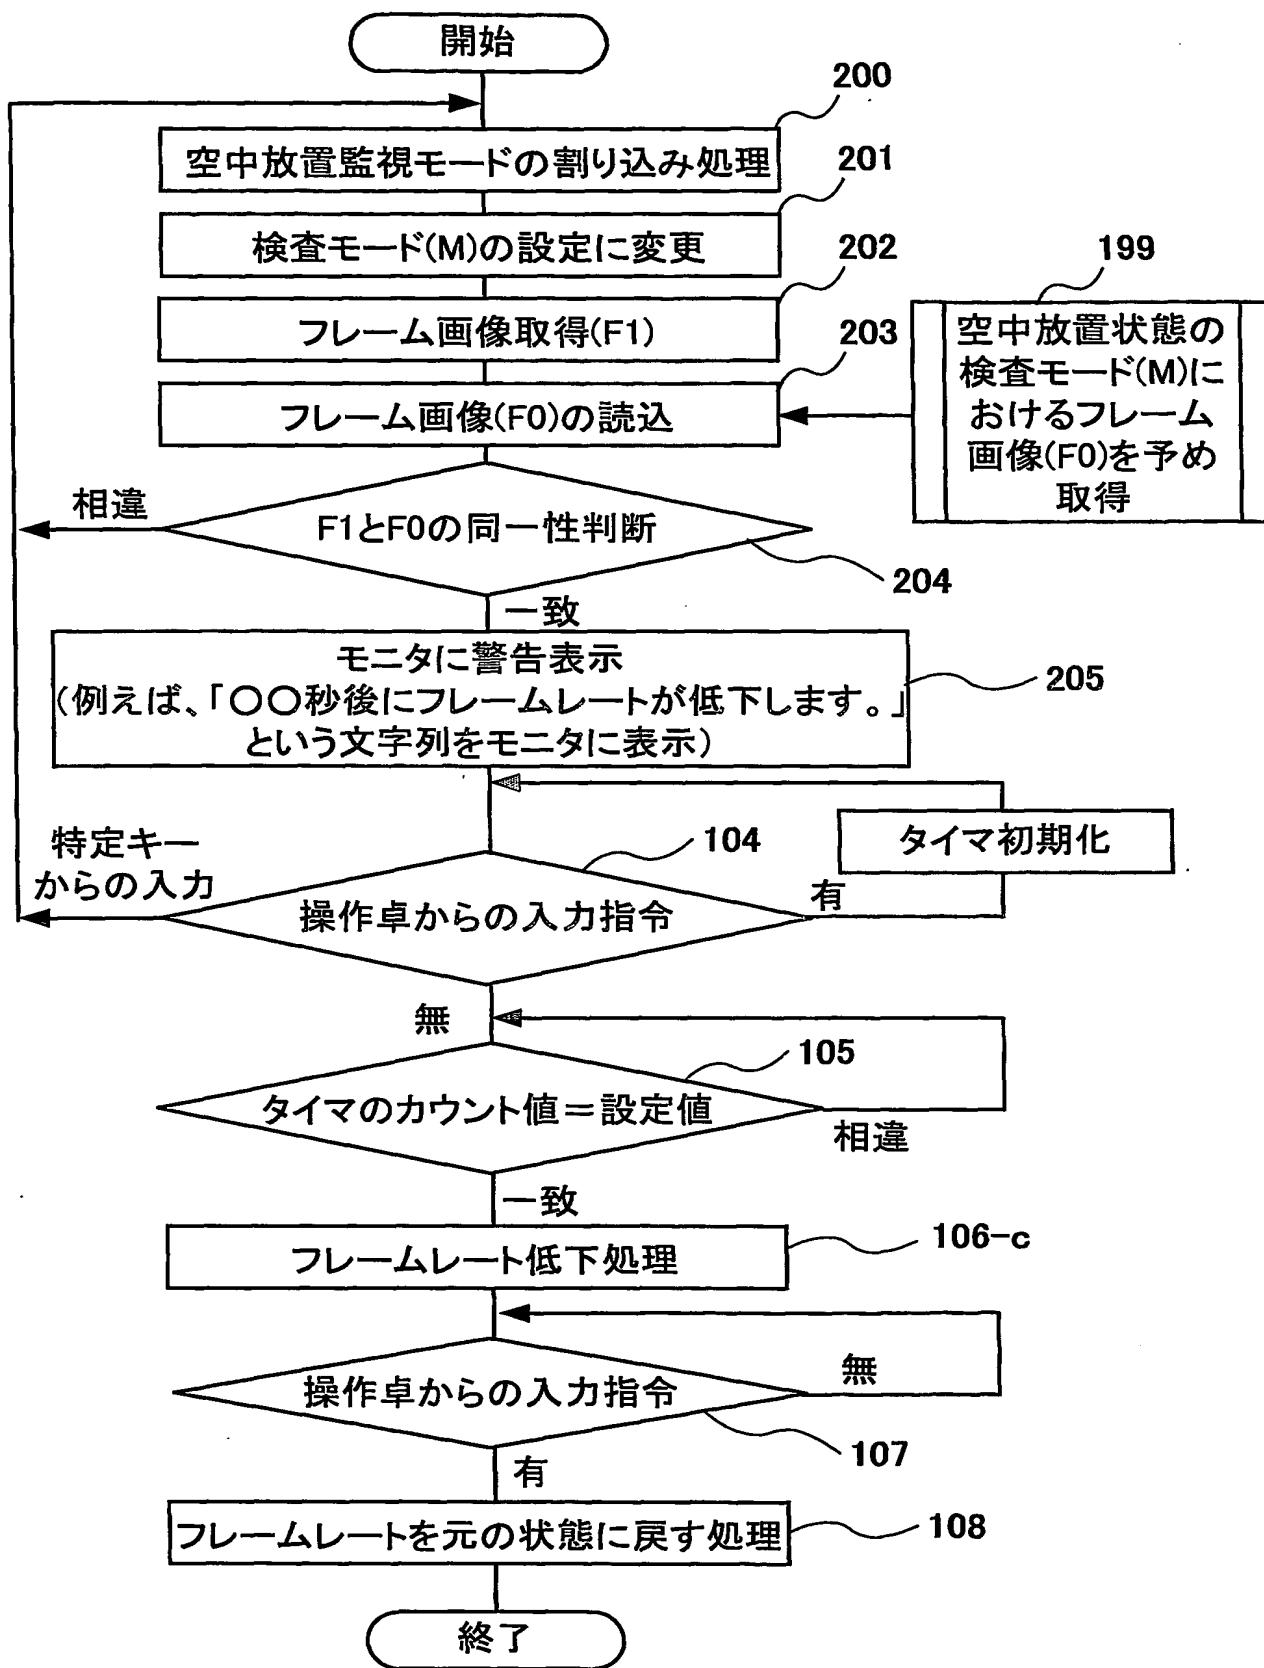 開始
200
空中放置監視モードの割り込み処理
201
検査モード(M)の設定に変更
202
フレーム画像取得(F1)
203
フレーム画像(F0)の読込
199
空中放置状態の
検査モード(M)に
おけるフレーム
画像(F0)を予め
取得
相違
F1とF0の同一性判断
204
一致
モニタに警告表示
(例えば、「〇〇秒後にフレームレートが低下します。」
という文字列をモニタに表示)
205
タイマ初期化
特定キー
からの入力
104
操作卓からの入力指令
有
無
105
タイマのカウント値=設定値
相違
一致
フレームレート低下処理
106-c
操作卓からの入力指令
無
107
有
フレームレートを元の状態に戻す処理
108
終了